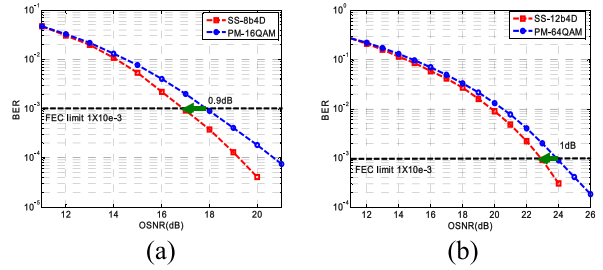 10^-1
10^-2
10^-3
10^-4
10^-5
BER
SS-8b4D
PM-16QAM
0.9dB
FEC limit 1X10e-3
12 14 16 18 20
OSNR(dB)
(a)
10^0
10^-1
10^-2
10^-3
10^-4
BER
SS-12b4D
PM-64QAM
1dB
FEC limit 1X10e-3
12 14 16 18 20 22 24 26
OSNR(dB)
(b)